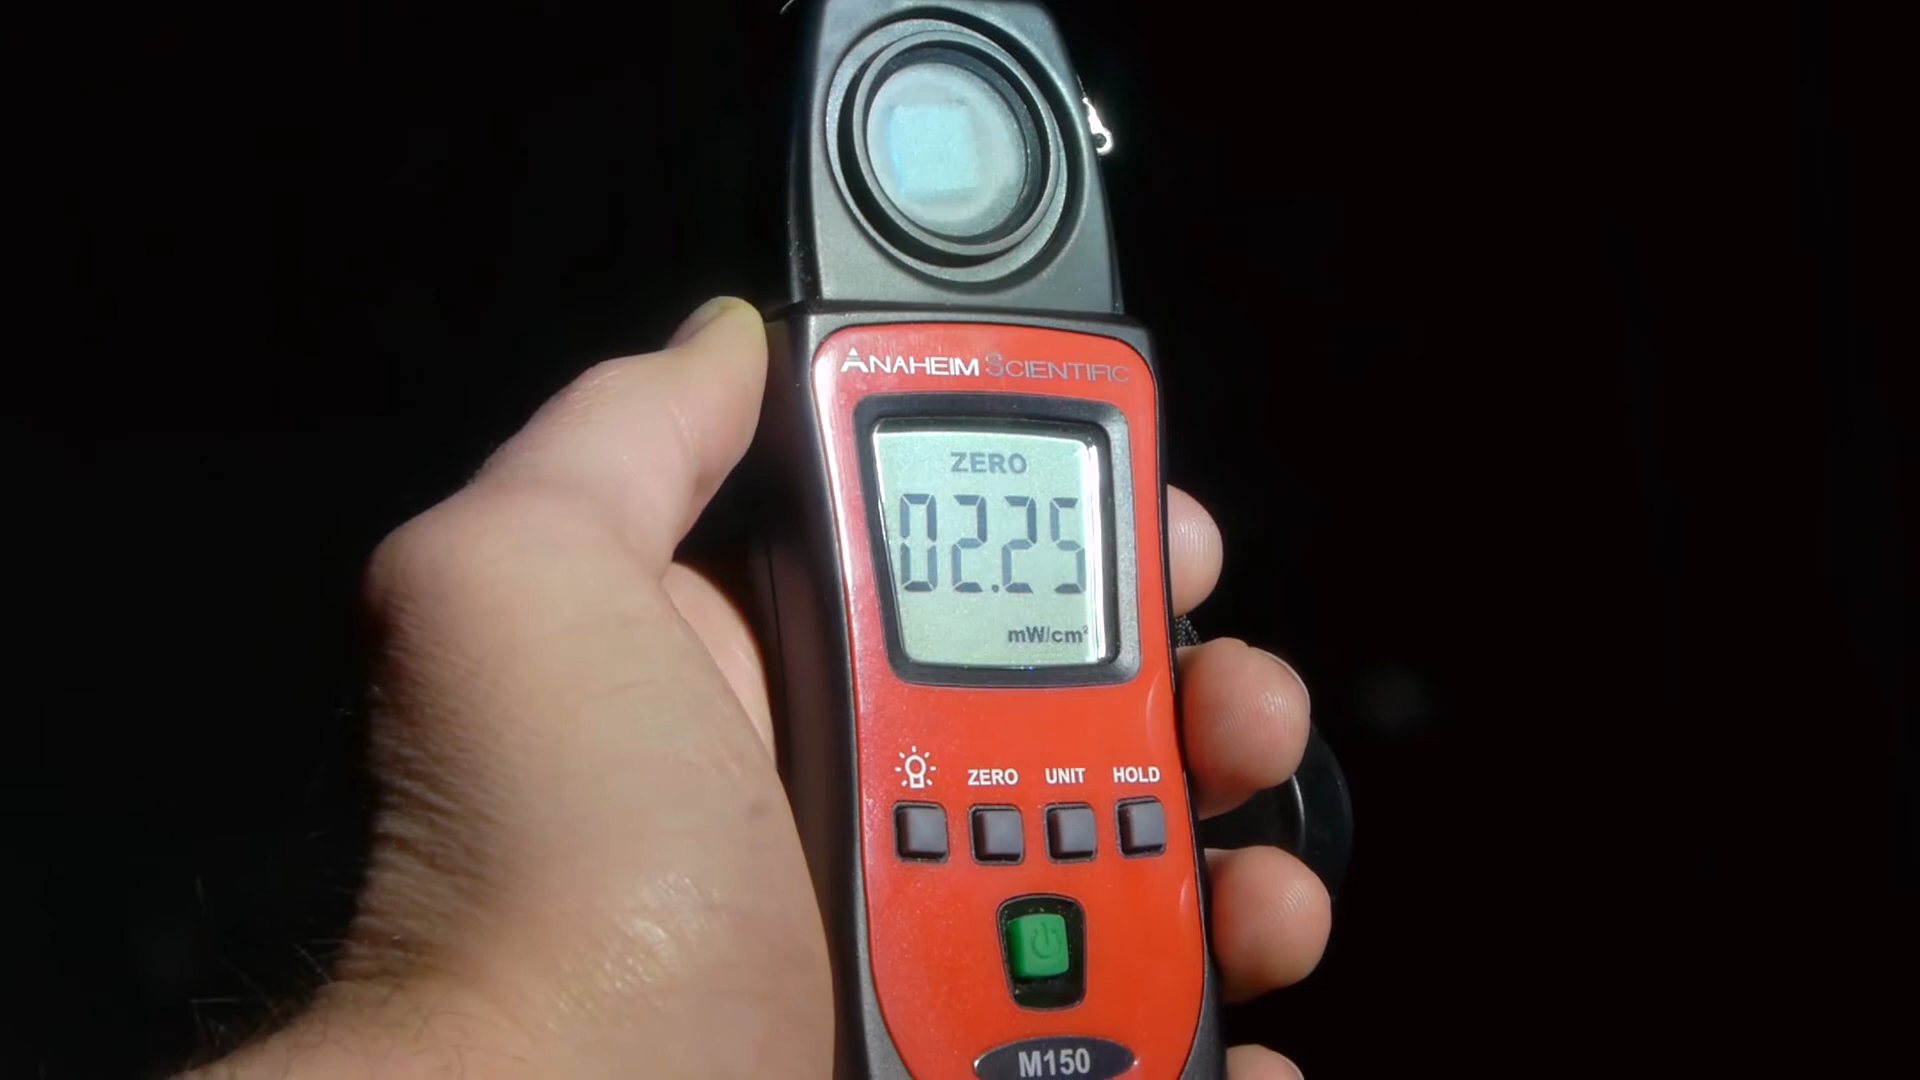 ANAHEIM SCIENTIFIC
ZERO
02.25
mW/cm²
ZERO UNIT HOLD
M150